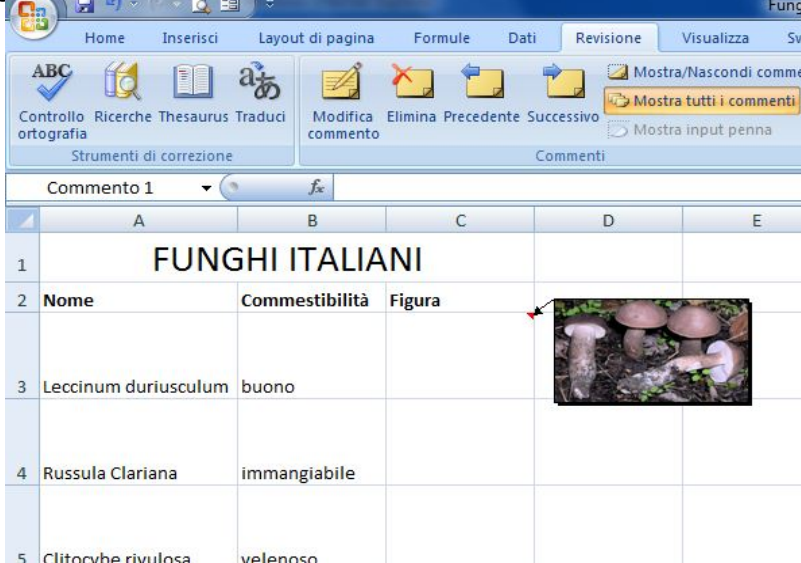 Fung
Home Inserisci Layout di pagina Formule Dati Revisione Visualizza Sv
ABC
Controllo ortografia Ricerche Thesaurus Traduci
Modifica commento Elimina Precedente Successivo
Mostra/Nascondi comme
Mostra tutti i commenti
Mostra input penna
Strumenti di correzione Commenti
Commento 1 fx
A B C D E
1 FUNGHI ITALIANI
2 Nome Commestibilità Figura
3 Leccinum duriusculum buono
4 Russula Clariana immangiabile
5 Clitocybe rivulosa velenoso